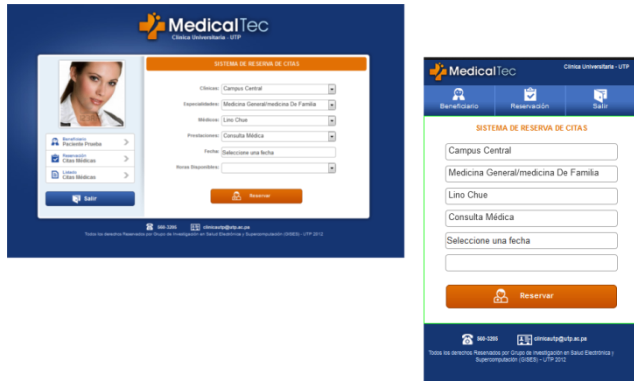 MedicalTec
Clínica Universitaria - UTP
SISTEMA DE RESERVA DE CITAS
Clínicas: Campus Central
Especialidades: Medicina General/medicina De Familia
Médicos: Lino Chue
Prestaciones: Consulta Médica
Fecha: Seleccione una fecha
Horas Disponibles:
Reservar
Beneficiario
Paciente Prueba
Reservación
Citas Médicas
Listado
Citas Médicas
Salir
560-3295 clinicautp@utp.ac.pa
Todos los derechos Reservados por Grupo de Investigación en Salud Electrónica y Supercomputación (GISES) - UTP 2012
MedicalTec
Clínica Universitaria - UTP
Beneficiario Reservación Salir
SISTEMA DE RESERVA DE CITAS
Campus Central
Medicina General/medicina De Familia
Lino Chue
Consulta Médica
Seleccione una fecha
Reservar
560-3295 clinicautp@utp.ac.pa
Todos los derechos Reservados por Grupo de Investigación en Salud Electrónica y
Supercomputación (GISES) - UTP 2012